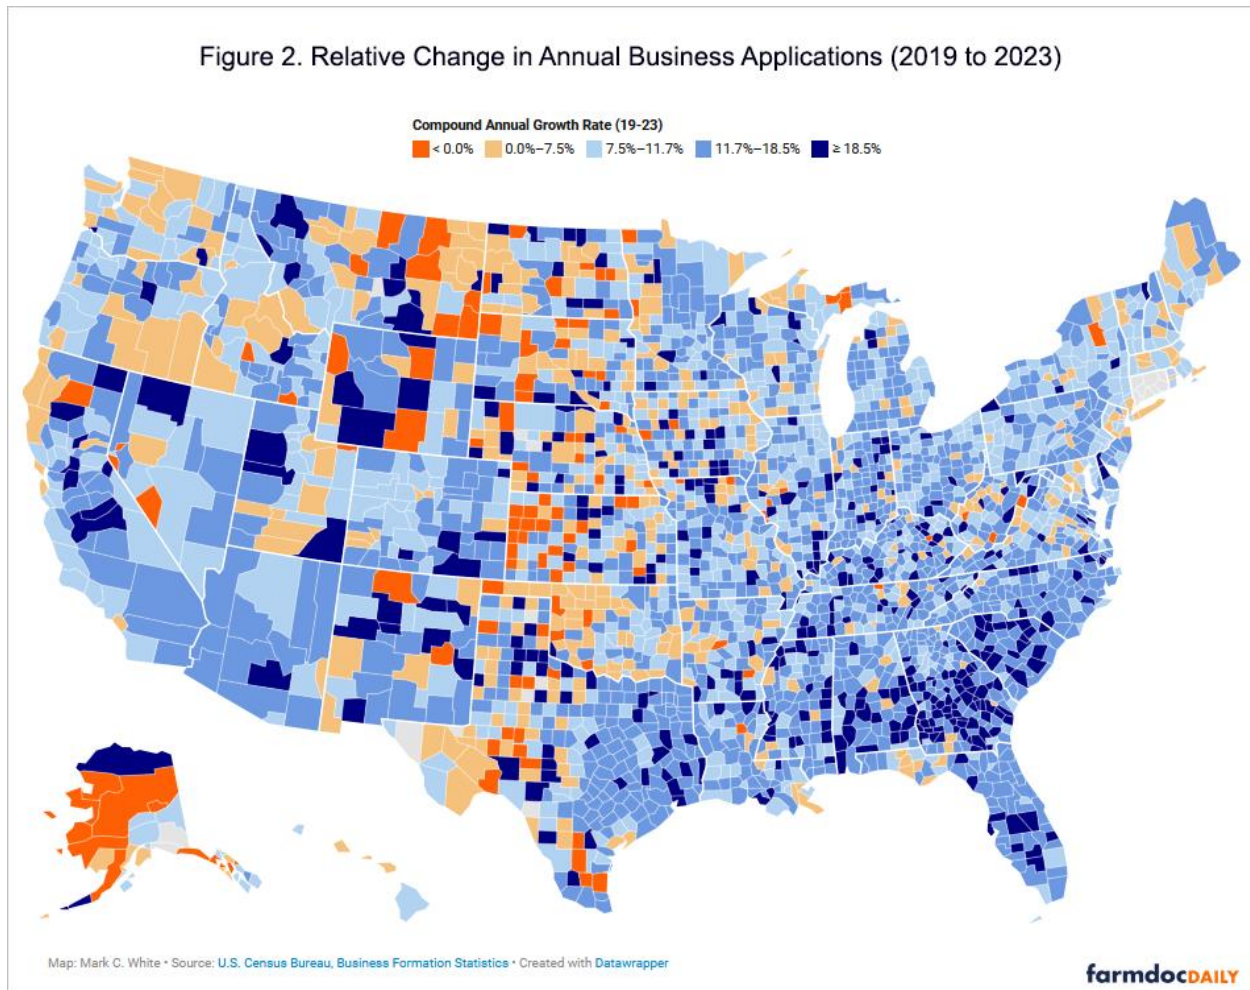 Figure 2. Relative Change in Annual Business Applications (2019 to 2023)
Compound Annual Growth Rate (19-23)
< 0.0% 0.0%–7.5% 7.5%–11.7% 11.7%–18.5% ≥ 18.5%
Map: Mark C. White • Source: U.S. Census Bureau, Business Formation Statistics • Created with Datawrapper
farmdocDAILY